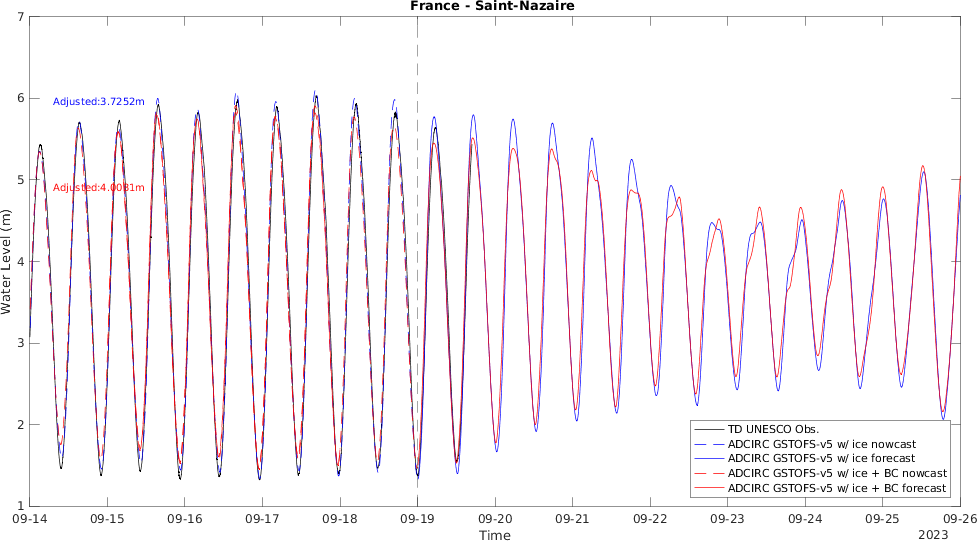 France - Saint-Nazaire
7
6
5
4
3
2
1
Water Level (m)
Adjusted:3.7252m
Adjusted:4.0081m
TD UNESCO Obs.
ADCIRC GSTOFS-v5 w/ ice nowcast
ADCIRC GSTOFS-v5 w/ ice forecast
ADCIRC GSTOFS-v5 w/ ice + BC nowcast
ADCIRC GSTOFS-v5 w/ ice + BC forecast
09-14 09-15 09-16 09-17 09-18 09-19 09-20 09-21 09-22 09-23 09-24 09-25 09-26
Time
2023